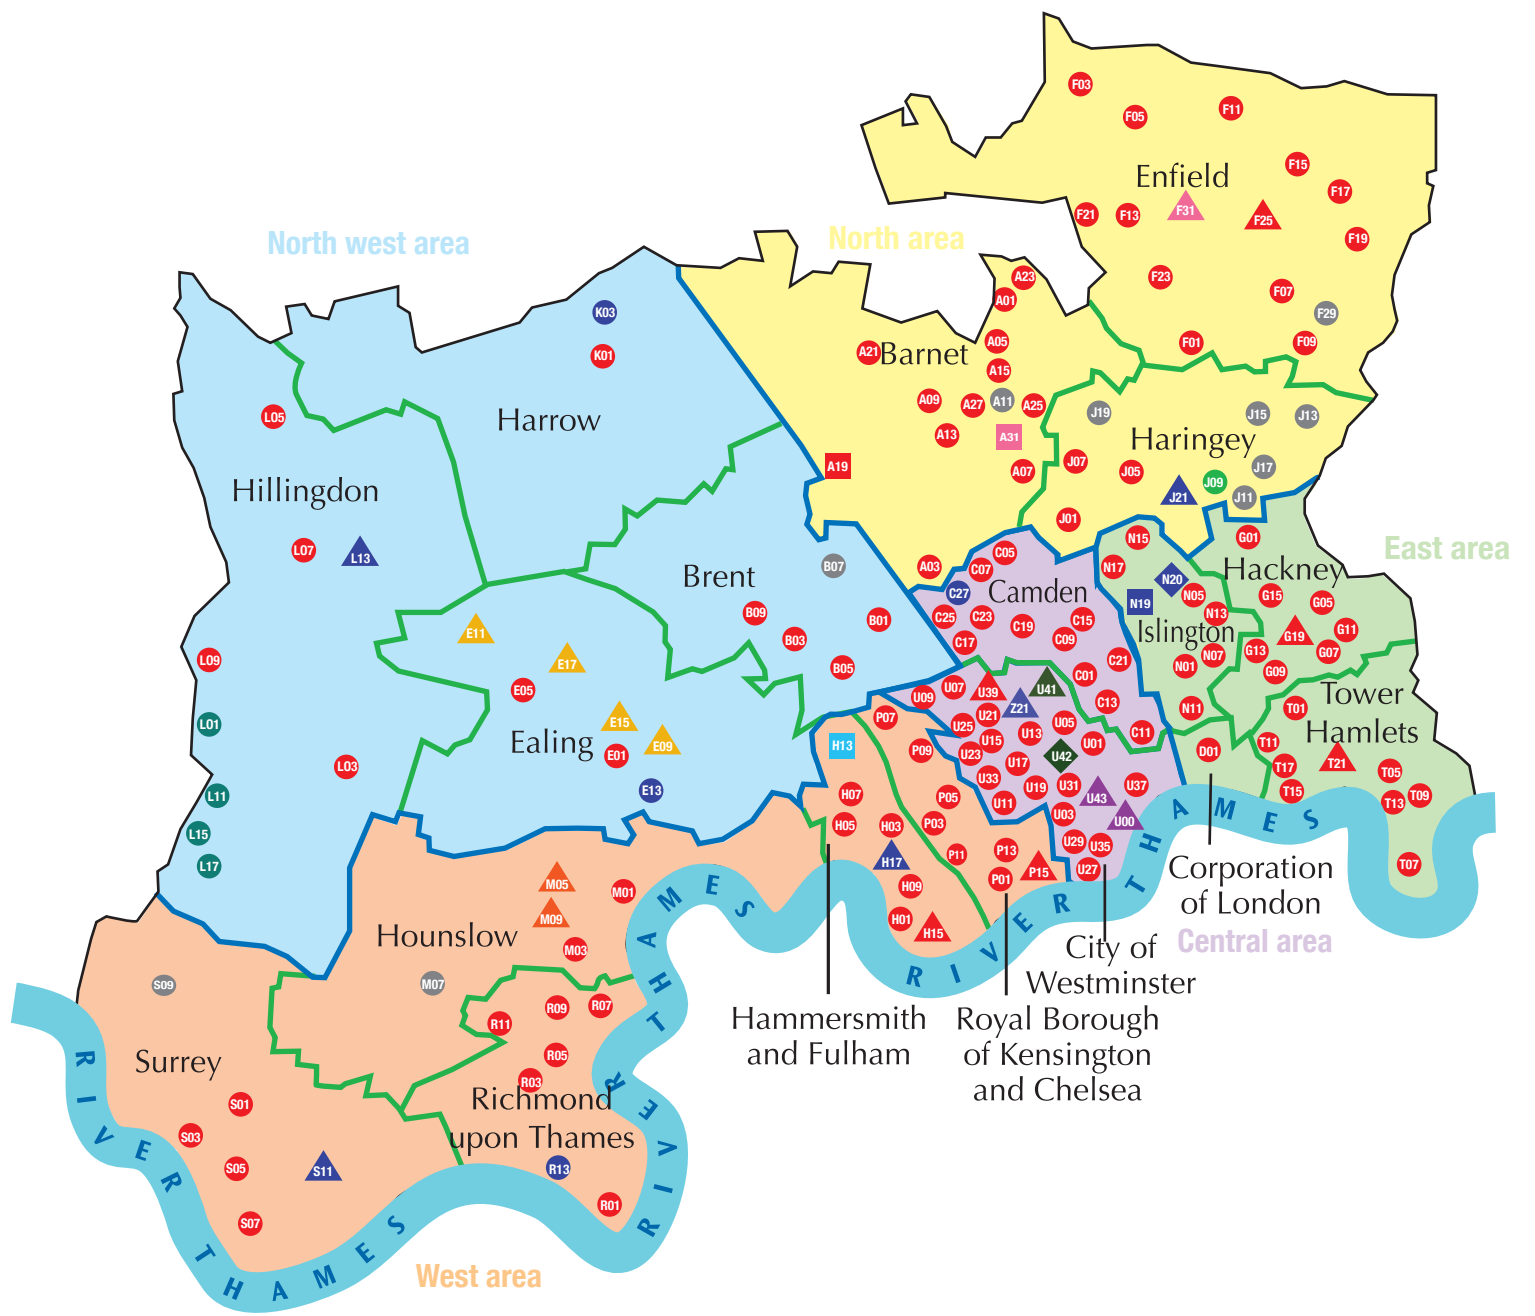 F03
F05
F11
F15
Enfield
F17
F21
F13
F31
F25
F19
North west area
North area
F23
F07
F29
F01
F09
A23
A01
K03
K01
A21
Barnet
A05
A15
A09
A27
A11
A25
A13
A31
A07
A19
A03
J19
J15
J13
Haringey
J07
J05
J17
J21
J09
J11
J01
L05
Harrow
Hillingdon
L07
L13
L09
L01
L03
L11
L15
L17
Brent
B07
B09
B03
B01
B05
E11
E17
E05
E15
Ealing
E01
E09
E13
East area
C05
C07
C27
Camden
C25
C23
C19
C15
C17
C09
C21
C01
C13
C11
N15
N17
N20
N19
N05
N13
Islington
N01
N07
N11
G01
Hackney
G15
G05
G19
G11
G13
G07
G09
Tower
Hamlets
T01
T11
T21
T17
T05
T15
T13
T09
T07
D01
U09
U07
U39
U41
Z21
U25
U21
U05
U13
U15
U01
U23
U17
U42
U33
U19
U31
U43
U37
U11
U03
U00
U29
U35
U27
P07
P09
P05
P03
P11
P13
P01
P15
H13
H07
H05
H03
H17
H09
H01
H15
RIVER THAMES
Corporation
of London
Central area
City of
Westminster
Royal Borough
of Kensington
and Chelsea
Hammersmith
and Fulham
M05
M01
M09
Hounslow
M03
M07
S09
Surrey
S01
S03
S05
S11
S07
R09
R07
R11
R05
R03
Richmond
upon Thames
R13
R01
RIVER THAMES
RIVER THAMES
West area